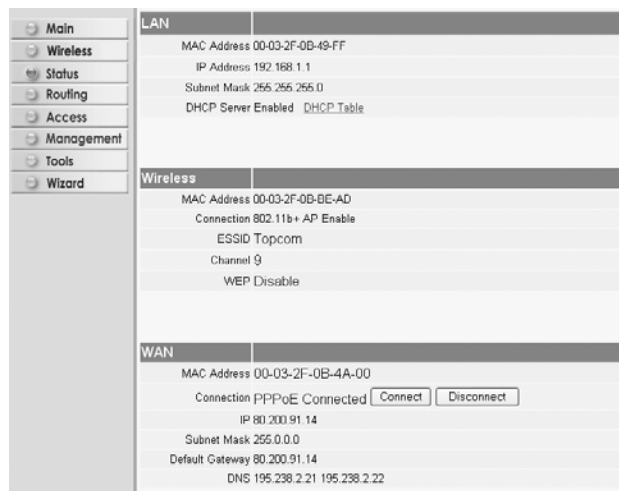 Main
Wireless
Status
Routing
Access
Management
Tools
Wizard
LAN
MAC Address 00-03-2F-0B-49-FF
IP Address 192.168.1.1
Subnet Mask 255.255.255.0
DHCP Server Enabled DHCP Table
Wireless
MAC Address 00-03-2F-0B-BE-AD
Connection 802.11b+ AP Enable
ESSID Topcom
Channel 9
WEP Disable
WAN
MAC Address 00-03-2F-0B-4A-00
Connection PPPoE Connected Connect Disconnect
IP 80.200.91.14
Subnet Mask 255.0.0.0
Default Gateway 80.200.91.14
DNS 195.238.2.21 195.238.2.22